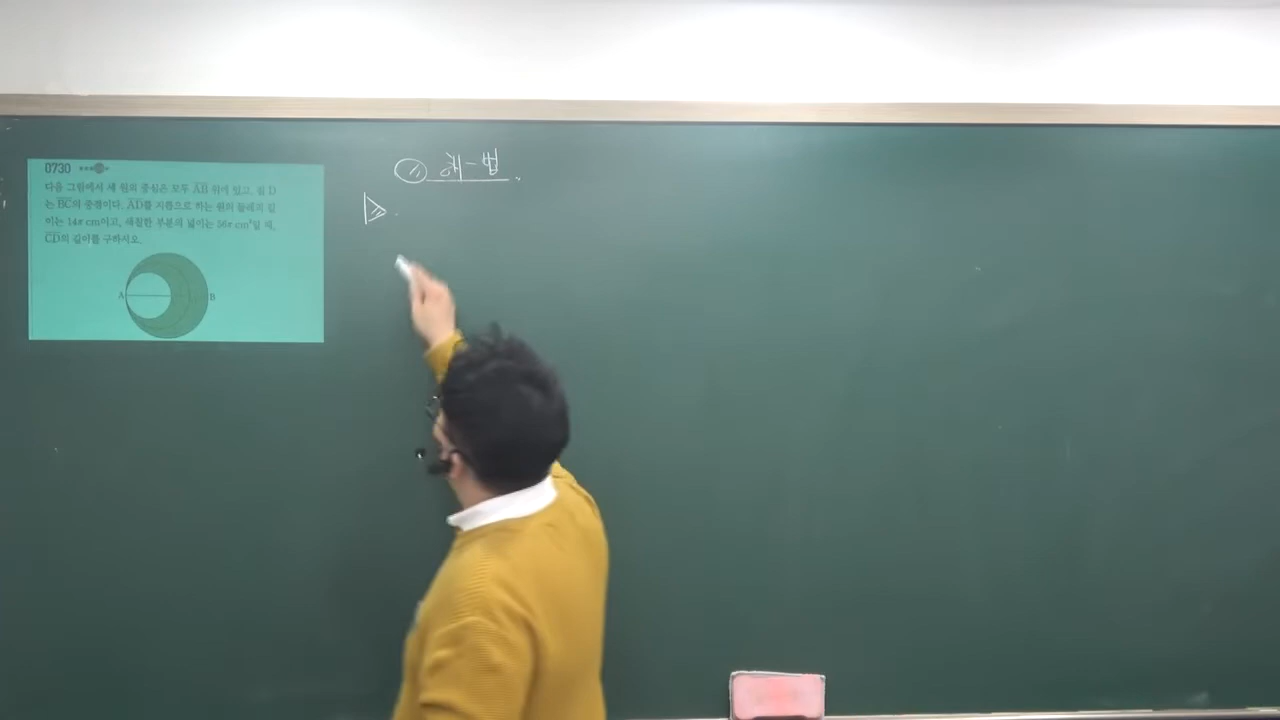 0730
다음 그림에서 세 원의 중심은 모두 AB 위에 있고, 점 D
는 BC의 중점이다. AD를 지름으로 하는 원의 둘레의 길
이는 14π cm이고, 색칠한 부분의 넓이는 56π cm²일 때,
CD의 길이를 구하시오.
A B
해-법